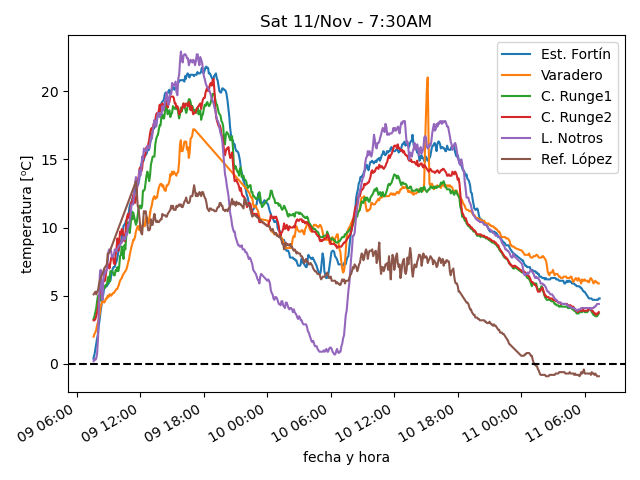 Sat 11/Nov - 7:30AM
Est. Fortín
Varadero
C. Runge1
C. Runge2
L. Notros
Ref. López
temperatura [ºC]
20
15
10
5
0
09 06:00
09 12:00
09 18:00
10 00:00
10 06:00
10 12:00
10 18:00
11 00:00
11 06:00
fecha y hora